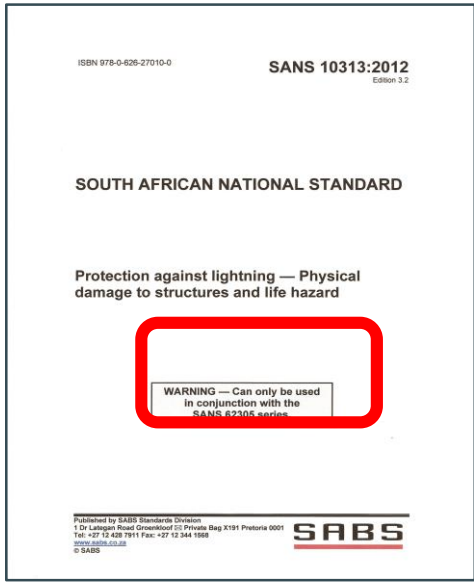 ISBN 978-0-626-27010-0
SANS 10313:2012
Edition 3.2
SOUTH AFRICAN NATIONAL STANDARD
Protection against lightning — Physical
damage to structures and life hazard
WARNING — Can only be used
in conjunction with the
SANS 62305 series
Published by SABS Standards Division
1 Dr Lategan Road Groenkloof ✉ Private Bag X191 Pretoria 0001
Tel: +27 12 428 7911 Fax: +27 12 344 1568
www.sabs.co.za
© SABS
SABS